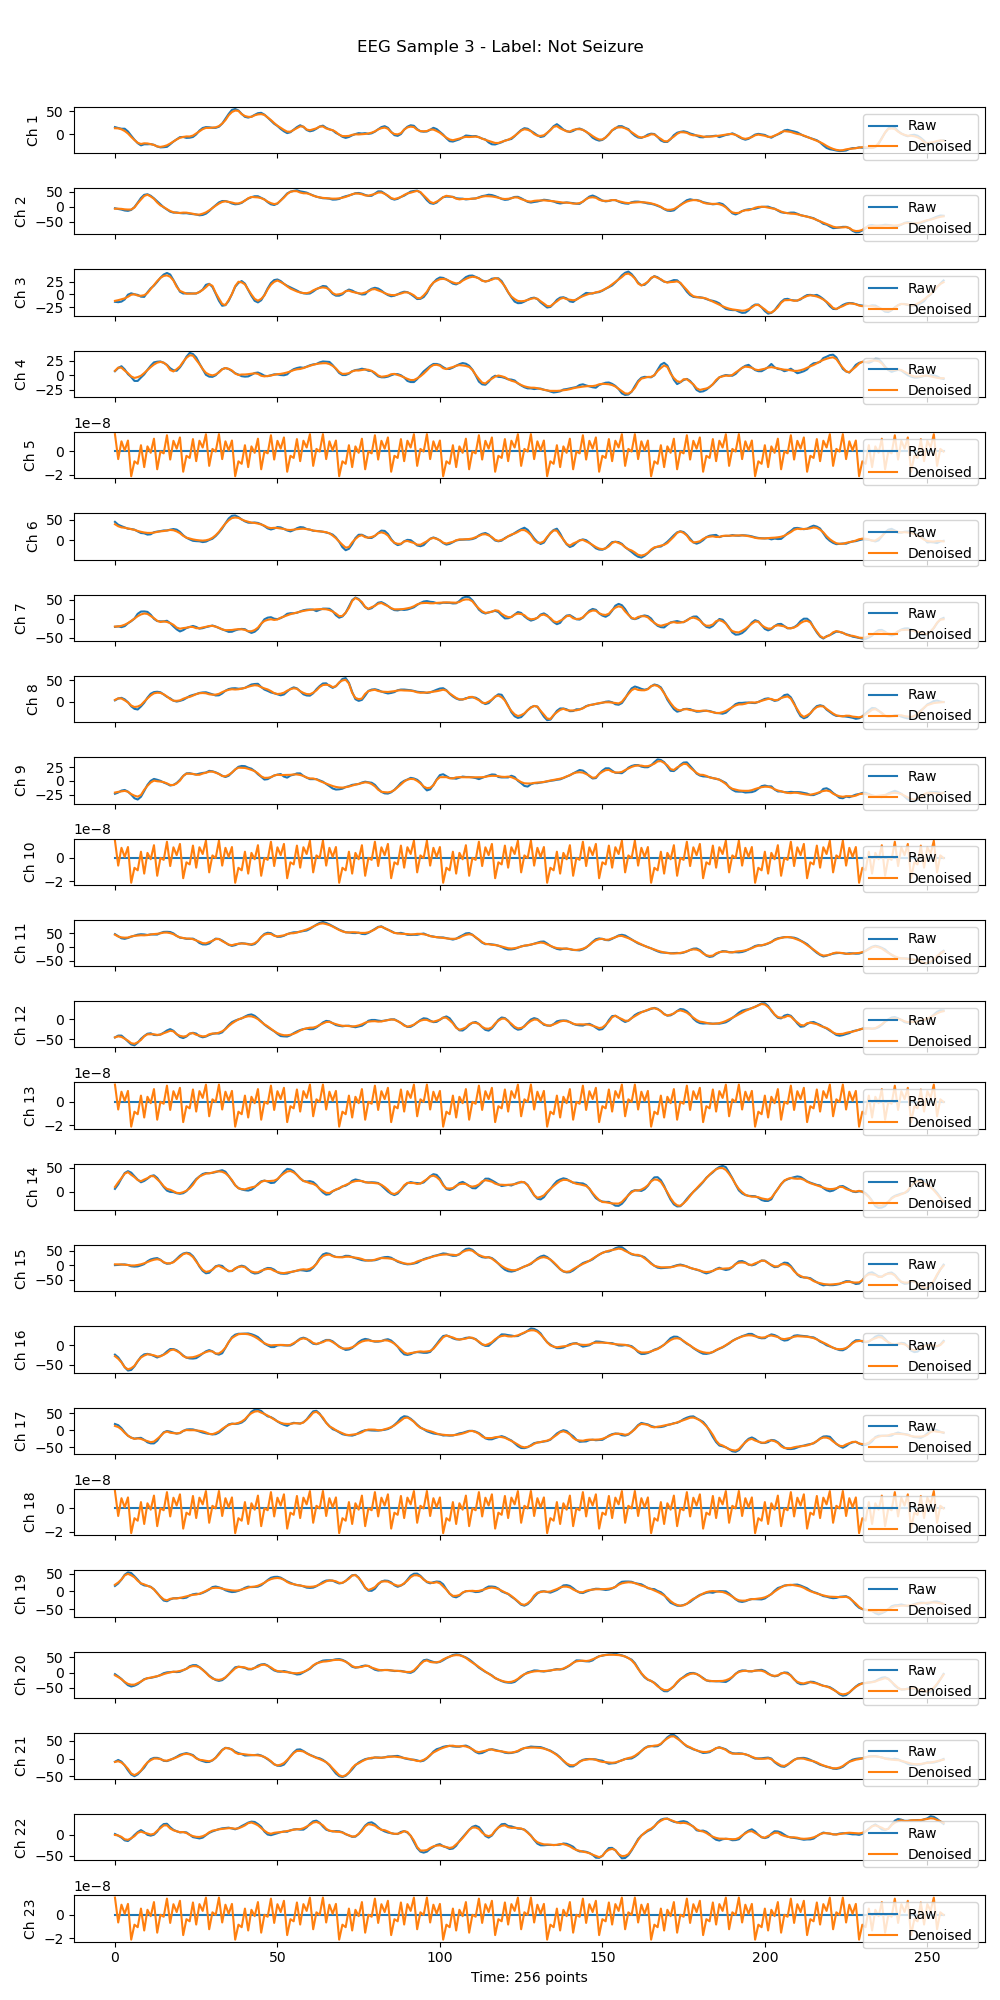 EEG Sample 3 - Label: Not Seizure
50
0
Ch 1
Raw
Denoised
50
0
−50
Ch 2
Raw
Denoised
25
0
−25
Ch 3
Raw
Denoised
25
0
−25
Ch 4
Raw
Denoised
1e−8
0
−2
Ch 5
Raw
Denoised
50
0
Ch 6
Raw
Denoised
50
0
−50
Ch 7
Raw
Denoised
50
0
Ch 8
Raw
Denoised
25
0
−25
Ch 9
Raw
Denoised
1e−8
0
−2
Ch 10
Raw
Denoised
50
0
−50
Ch 11
Raw
Denoised
0
−50
Ch 12
Raw
Denoised
1e−8
0
−2
Ch 13
Raw
Denoised
50
0
Ch 14
Raw
Denoised
50
0
−50
Ch 15
Raw
Denoised
0
−50
Ch 16
Raw
Denoised
50
0
−50
Ch 17
Raw
Denoised
1e−8
0
−2
Ch 18
Raw
Denoised
50
0
−50
Ch 19
Raw
Denoised
50
0
−50
Ch 20
Raw
Denoised
50
0
−50
Ch 21
Raw
Denoised
0
−50
Ch 22
Raw
Denoised
1e−8
0
−2
Ch 23
Raw
Denoised
0 50 100 150 200 250
Time: 256 points